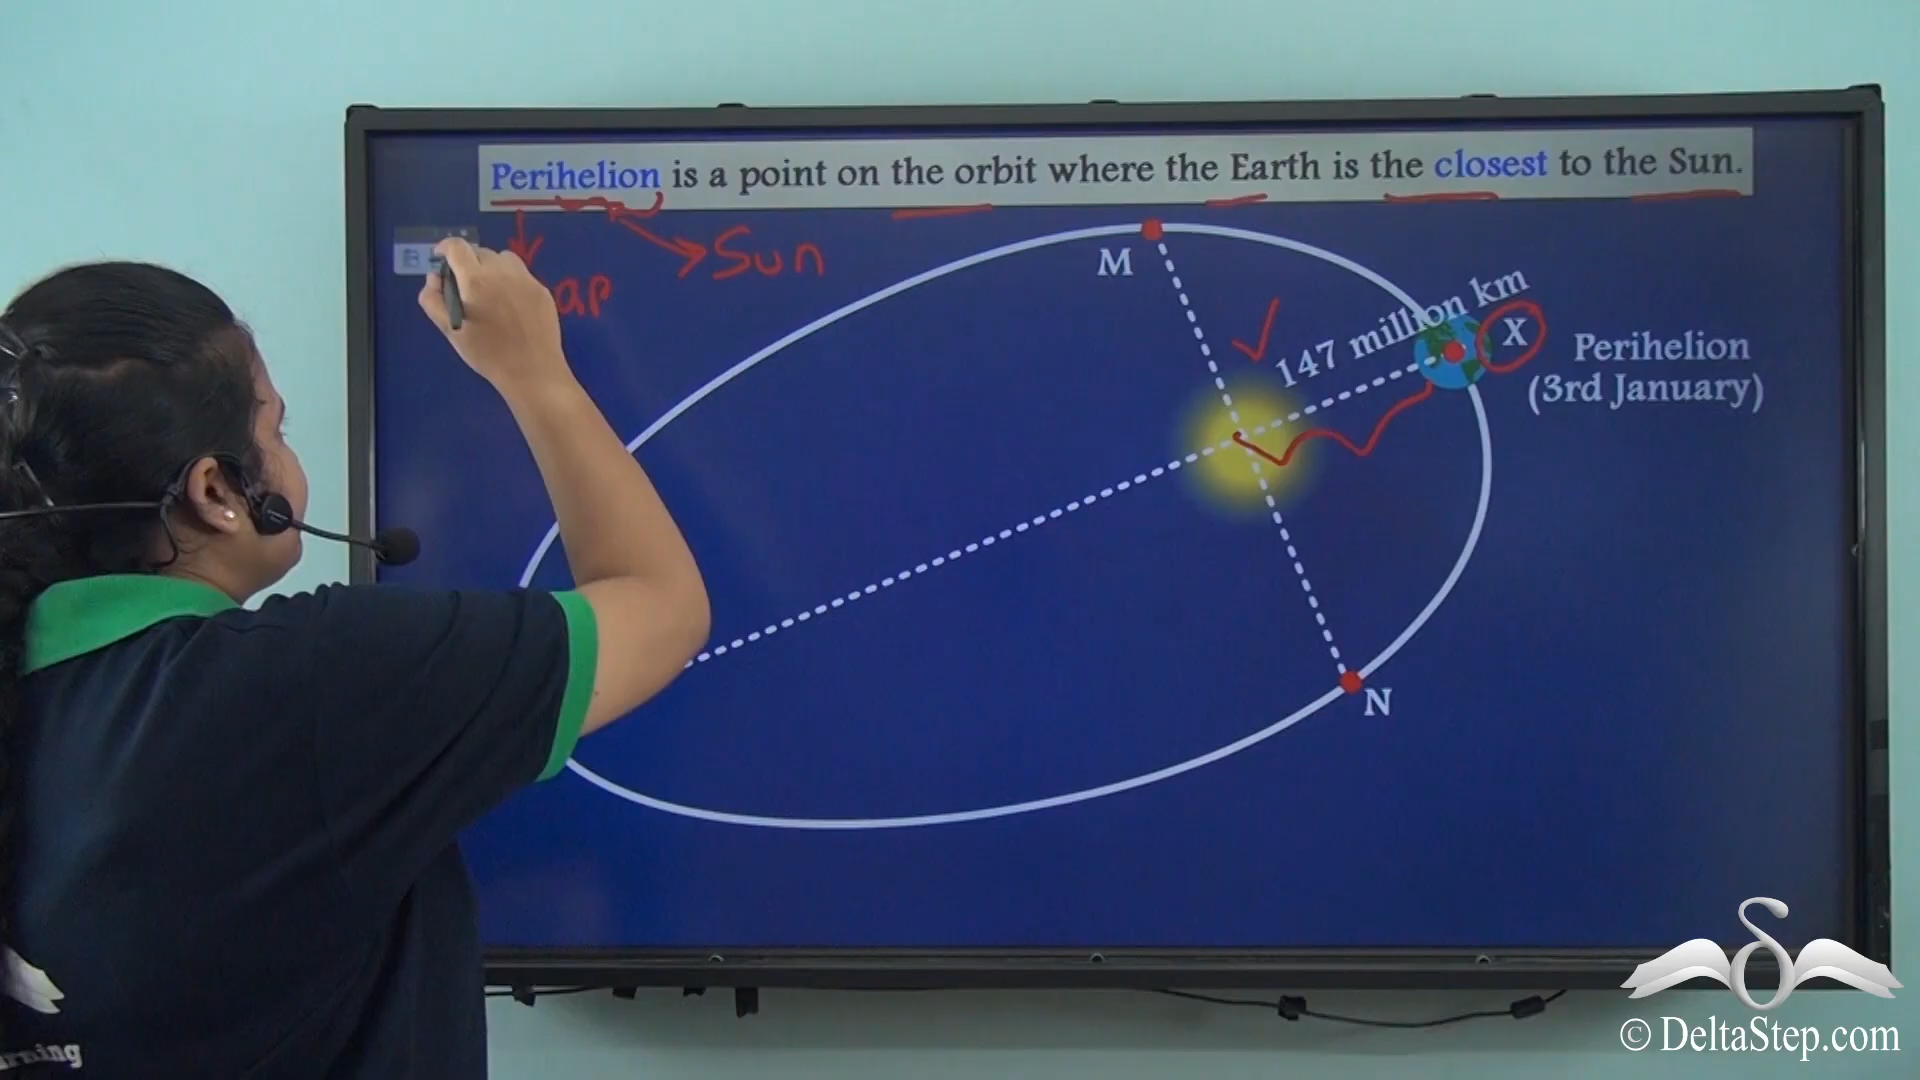 Perihelion is a point on the orbit where the Earth is the closest to the Sun.
Sun
M
147 million km
X
Perihelion
(3rd January)
N
© DeltaStep.com